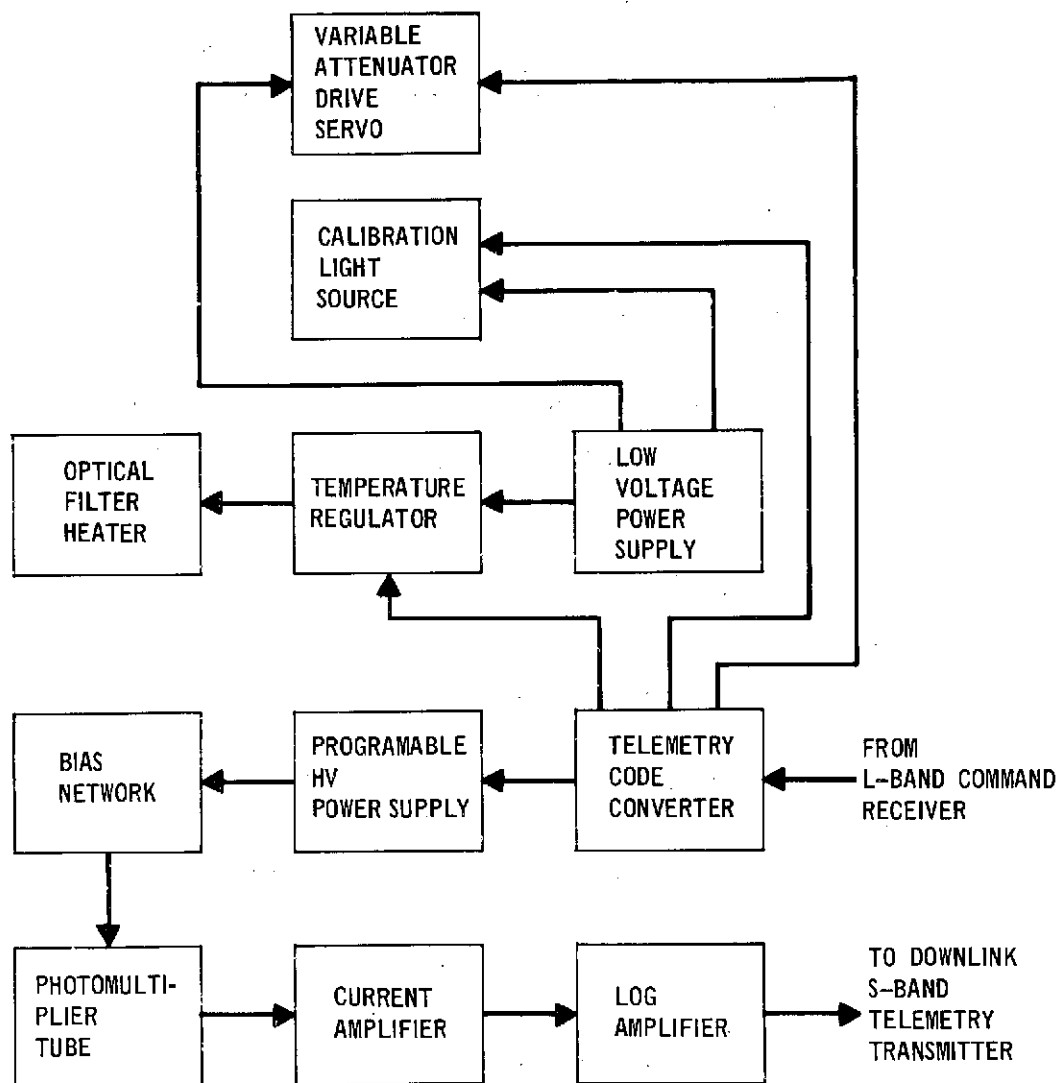 VARIABLE
ATTENUATOR
DRIVE
SERVO
CALIBRATION
LIGHT
SOURCE
OPTICAL
FILTER
HEATER
TEMPERATURE
REGULATOR
LOW
VOLTAGE
POWER
SUPPLY
BIAS
NETWORK
PROGRAMABLE
HV
POWER SUPPLY
TELEMETRY
CODE
CONVERTER
FROM
L-BAND COMMAND
RECEIVER
PHOTOMULTI-
PLIER
TUBE
CURRENT
AMPLIFIER
LOG
AMPLIFIER
TO DOWNLINK
S-BAND
TELEMETRY
TRANSMITTER